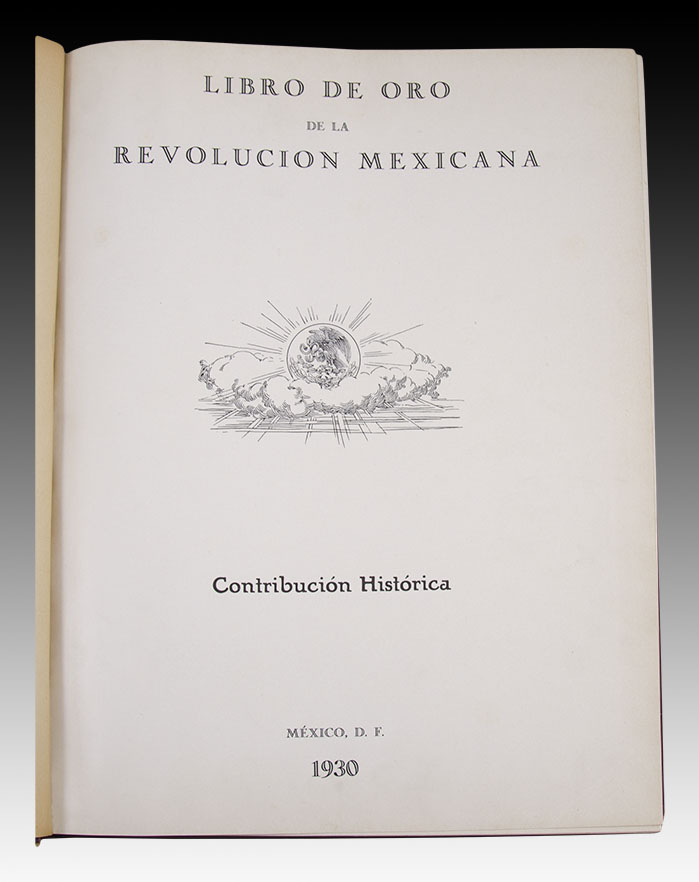 LIBRO DE ORO
DE LA
REVOLUCION MEXICANA
Contribución Histórica
MÉXICO, D. F.
1930